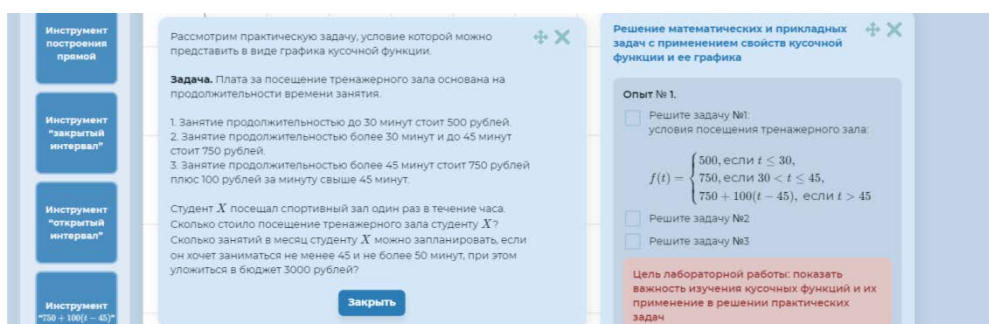 Инструмент
построения
прямой
Инструмент
"закрытый
интервал"
Инструмент
"открытый
интервал"
Инструмент
"750 + 100(t − 45)"
Рассмотрим практическую задачу, условие которой можно
представить в виде графика кусочной функции.
Задача. Плата за посещение тренажерного зала основана на
продолжительности времени занятия.
1. Занятие продолжительностью до 30 минут стоит 500 рублей.
2. Занятие продолжительностью более 30 минут и до 45 минут
стоит 750 рублей.
3. Занятие продолжительностью более 45 минут стоит 750 рублей
плюс 100 рублей за минуту свыше 45 минут.
Студент X посещал спортивный зал один раз в течение часа.
Сколько стоило посещение тренажерного зала студенту X?
Сколько занятий в месяц студенту X можно запланировать, если
он хочет заниматься не менее 45 и не более 50 минут, при этом
уложиться в бюджет 3000 рублей?
Закрыть
Решение математических и прикладных
задач с применением свойств кусочной
функции и ее графика
Опыт № 1.
Решите задачу №1:
условия посещения тренажерного зала:
500, если t ≤ 30,
f(t) = { 750, если 30 < t ≤ 45,
750 + 100(t − 45), если t > 45
Решите задачу №2
Решите задачу №3
Цель лабораторной работы: показать
важность изучения кусочных функций и их
применение в решении практических
задач